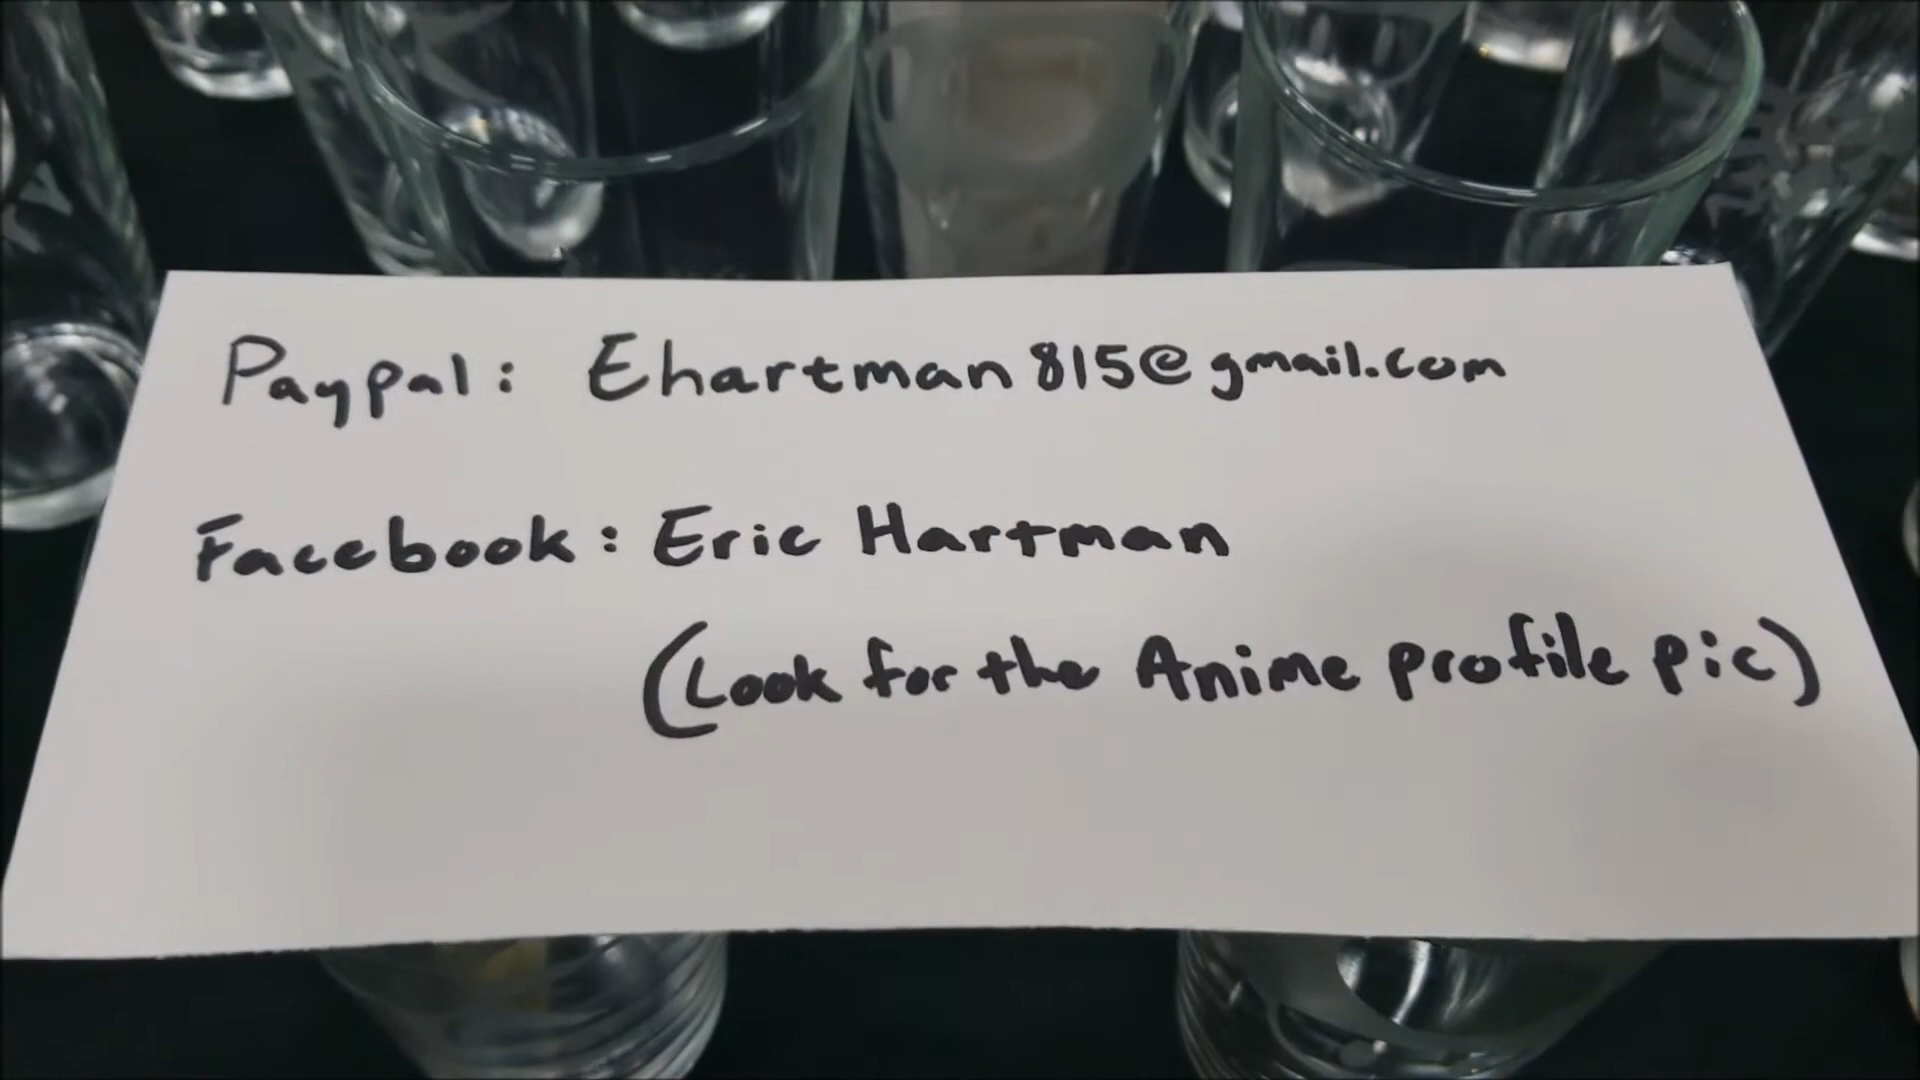 Paypal: Ehartman815@gmail.com
Facebook: Eric Hartman
(Look for the Anime profile pic)